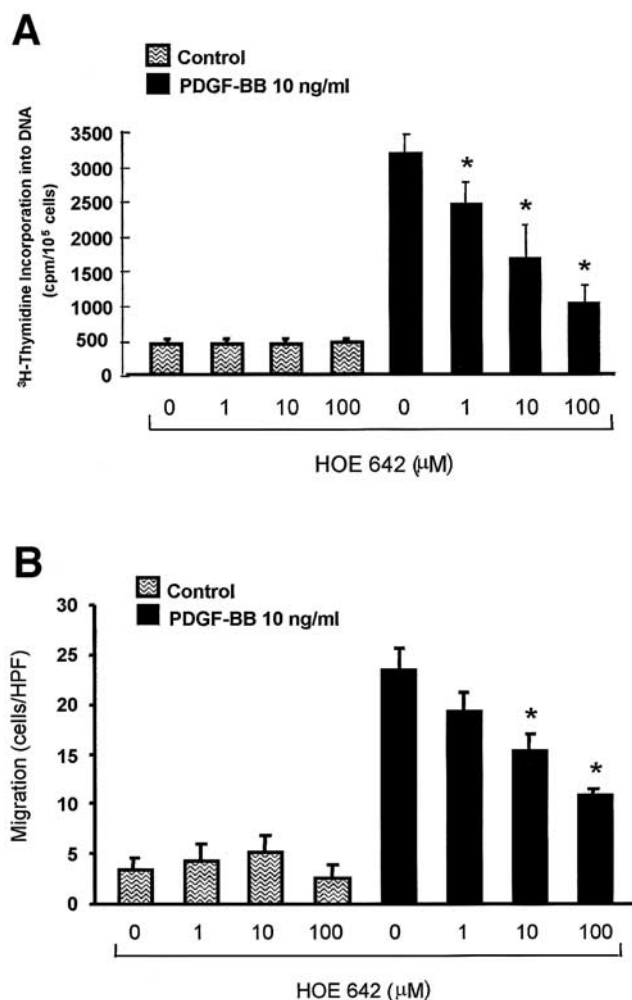 A
Control
PDGF-BB 10 ng/ml
³H-Thymidine Incorporation into DNA
(cpm/10⁵ cells)
3500
3000
2500
2000
1500
1000
500
0
* * *
0 1 10 100 0 1 10 100
HOE 642 (μM)
B
Control
PDGF-BB 10 ng/ml
Migration (cells/HPF)
30
25
20
15
10
5
0
* *
0 1 10 100 0 1 10 100
HOE 642 (μM)